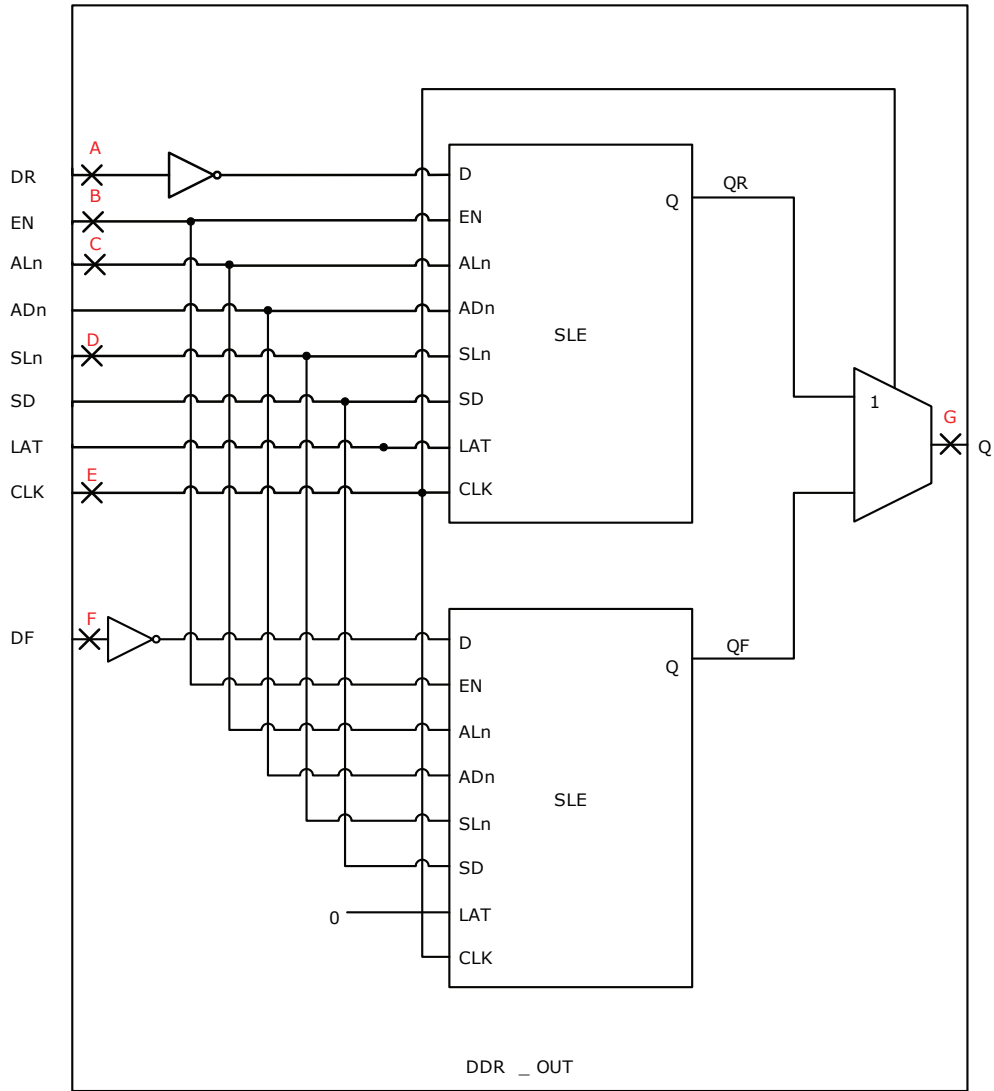 A
DR
B
EN
C
ALn
ADn
D
SLn
SD
LAT
E
CLK
F
DF
D
EN
ALn
ADn
SLn
SD
LAT
CLK
SLE
Q
QR
1
G
Q
D
EN
ALn
ADn
SLn
SD
0
LAT
CLK
SLE
Q
QF
DDR _ OUT